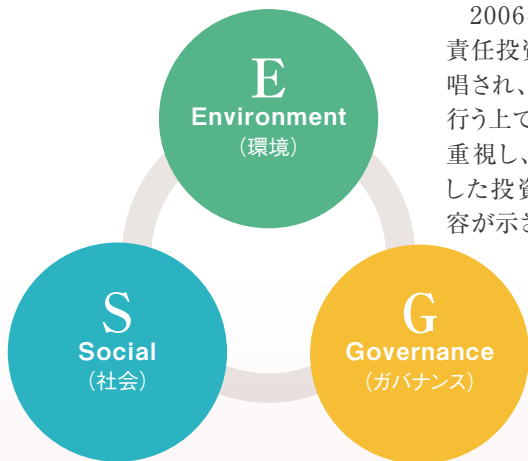 E
Environment
（環境）
S
Social
（社会）
G
Governance
（ガバナンス）
2006
責任投資
唱され、
行う上で
重視し、
した投資
容が示さ